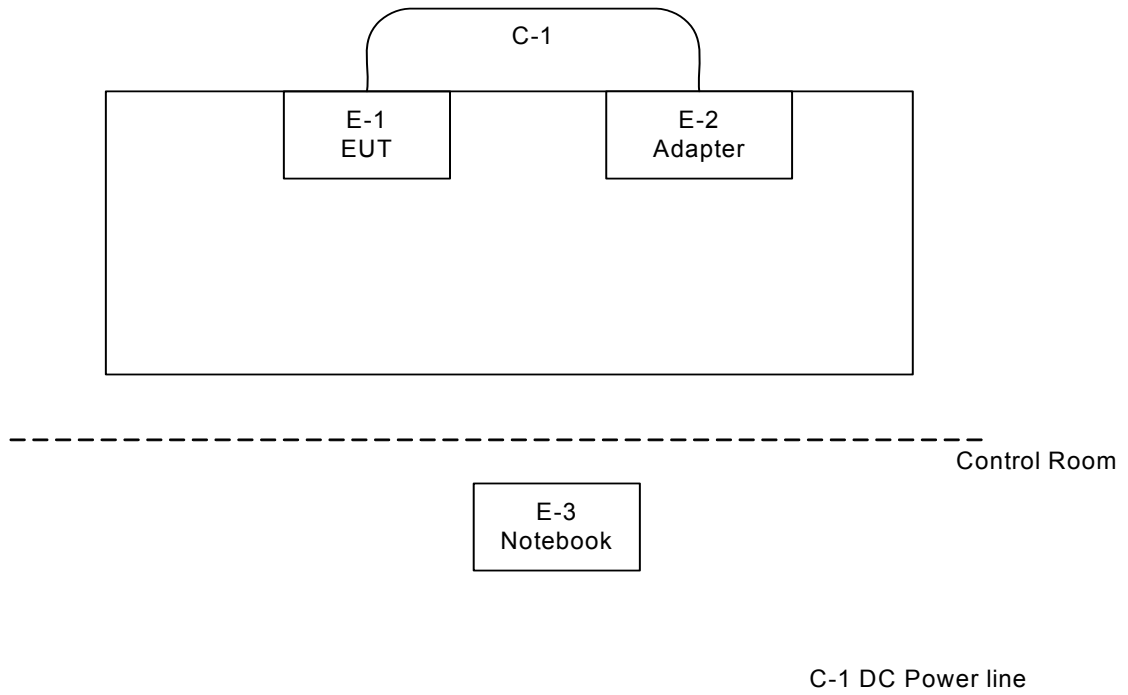 C-1
E-1
EUT
E-2
Adapter
Control Room
E-3
Notebook
C-1 DC Power line